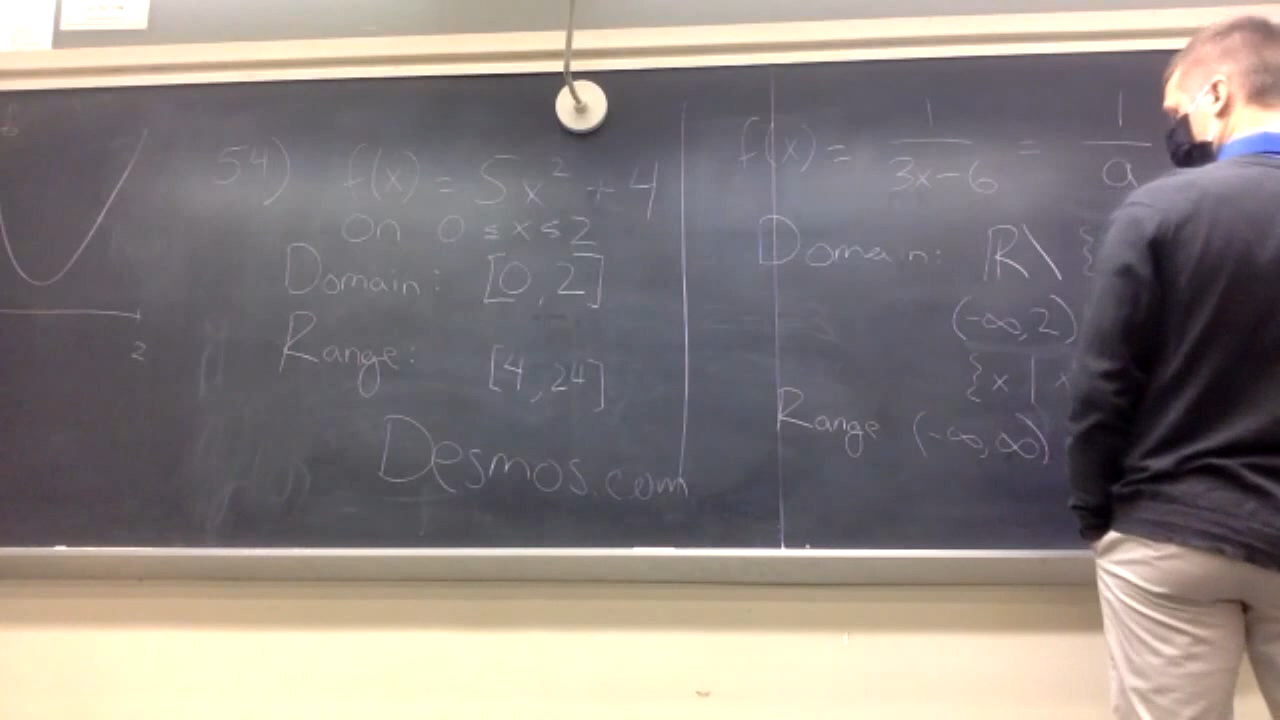 2
54) f(x) = 5x² + 4
on 0 ≤ x ≤ 2
Domain: [0, 2]
Range: [4, 24]
Desmos.com
f(x) = 1/(3x-6) = 1/a
Domain: R\ {
(-∞, 2)
{x | x
Range (-∞, ∞)